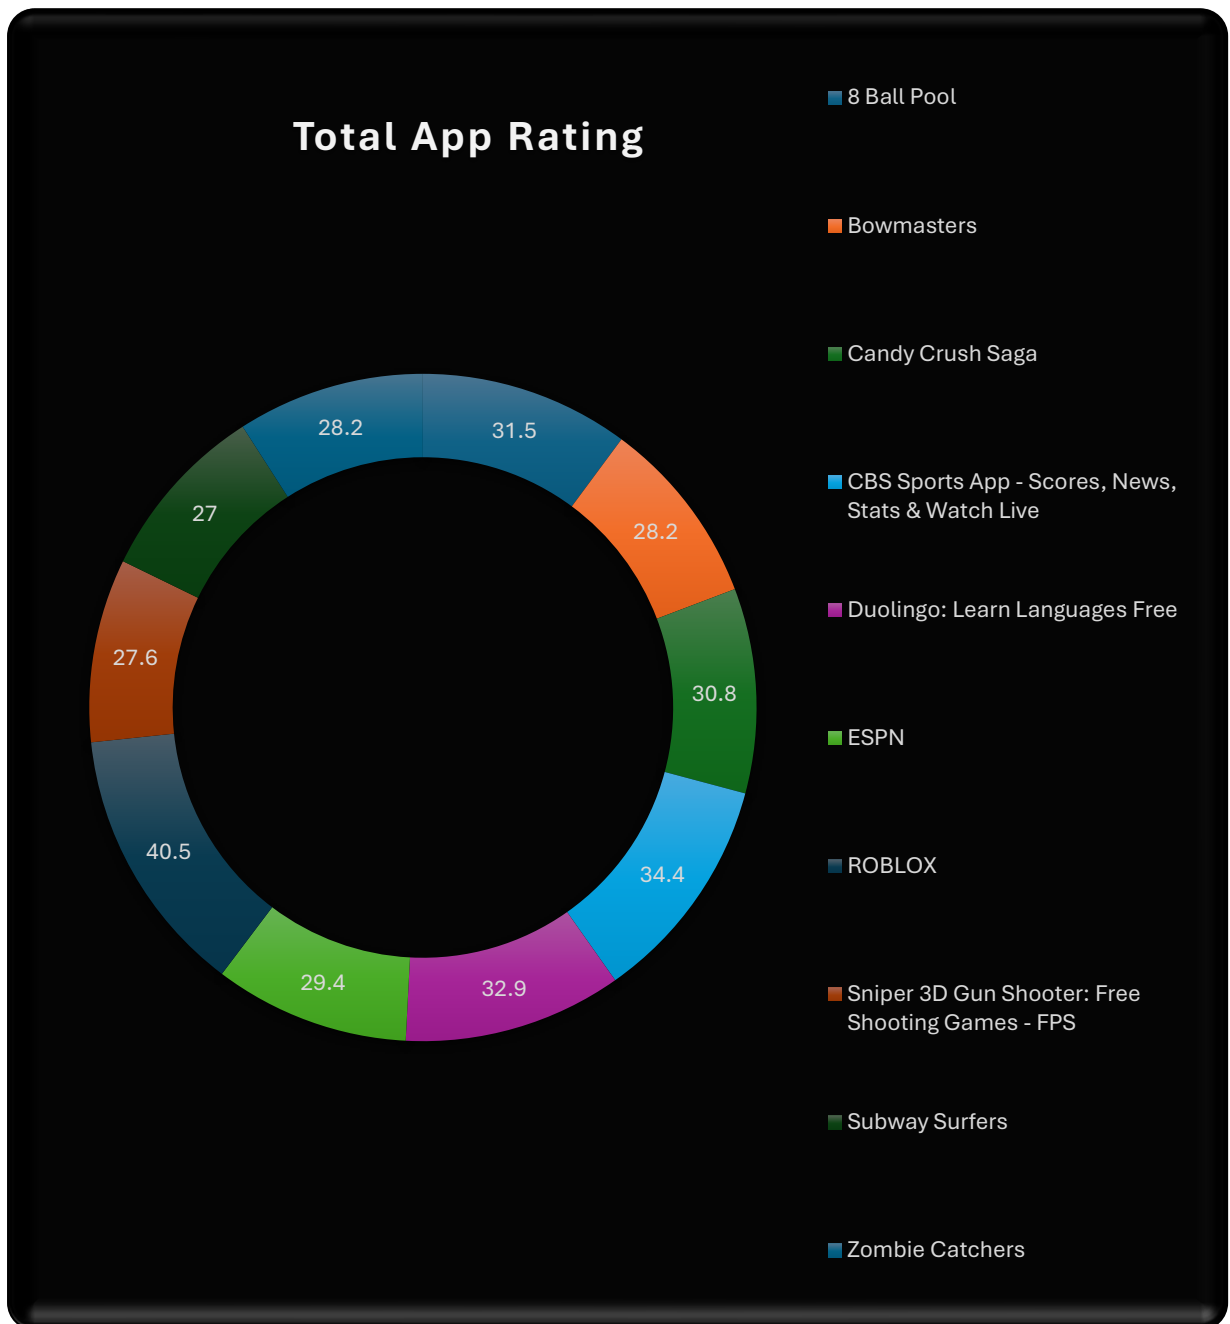 Total App Rating
31.5
28.2
30.8
34.4
32.9
29.4
40.5
27.6
27
28.2
8 Ball Pool
Bowmasters
Candy Crush Saga
CBS Sports App - Scores, News,
Stats & Watch Live
Duolingo: Learn Languages Free
ESPN
ROBLOX
Sniper 3D Gun Shooter: Free
Shooting Games - FPS
Subway Surfers
Zombie Catchers